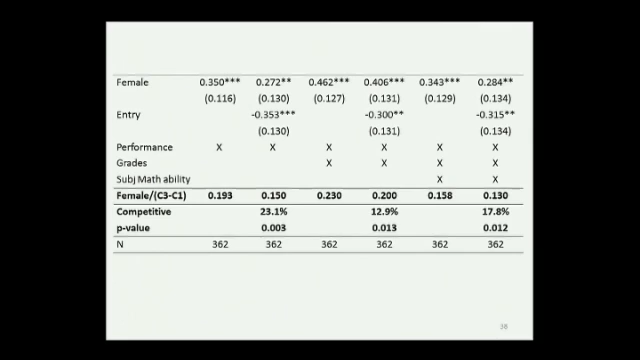 Female 0.350*** 0.272** 0.462*** 0.406*** 0.343*** 0.284**
(0.116) (0.130) (0.127) (0.131) (0.129) (0.134)
Entry -0.353*** -0.300** -0.315**
(0.130) (0.131) (0.134)
Performance X X X X X X
Grades X X X X
Subj Math ability X X
Female/(C3-C1) 0.193 0.150 0.230 0.200 0.158 0.130
Competitive 23.1% 12.9% 17.8%
p-value 0.003 0.013 0.012
N 362 362 362 362 362 362
38